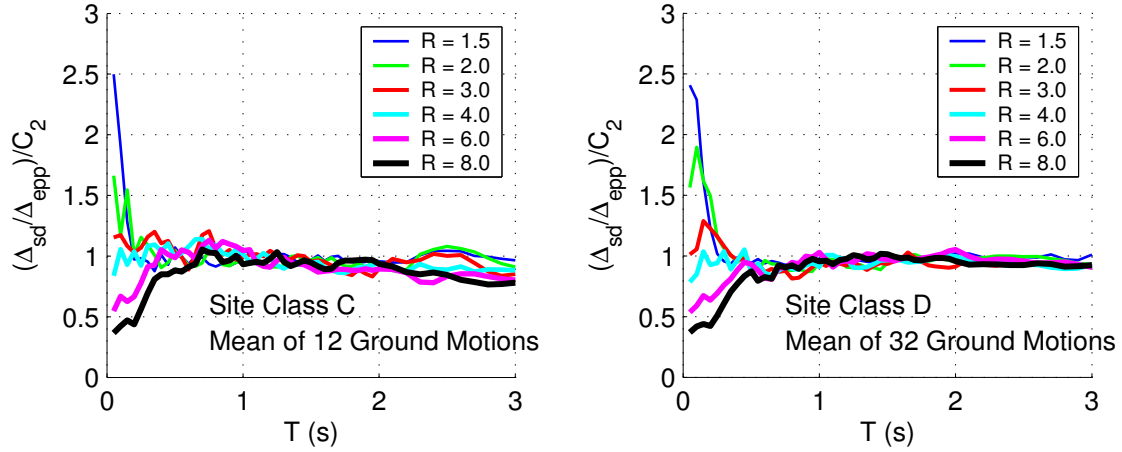 3
2.5
2
1.5
1
0.5
0
(Δsd/Δepp)/C2
R = 1.5
R = 2.0
R = 3.0
R = 4.0
R = 6.0
R = 8.0
Site Class C
Mean of 12 Ground Motions
0 1 2 3
T (s)
3
2.5
2
1.5
1
0.5
0
(Δsd/Δepp)/C2
R = 1.5
R = 2.0
R = 3.0
R = 4.0
R = 6.0
R = 8.0
Site Class D
Mean of 32 Ground Motions
0 1 2 3
T (s)